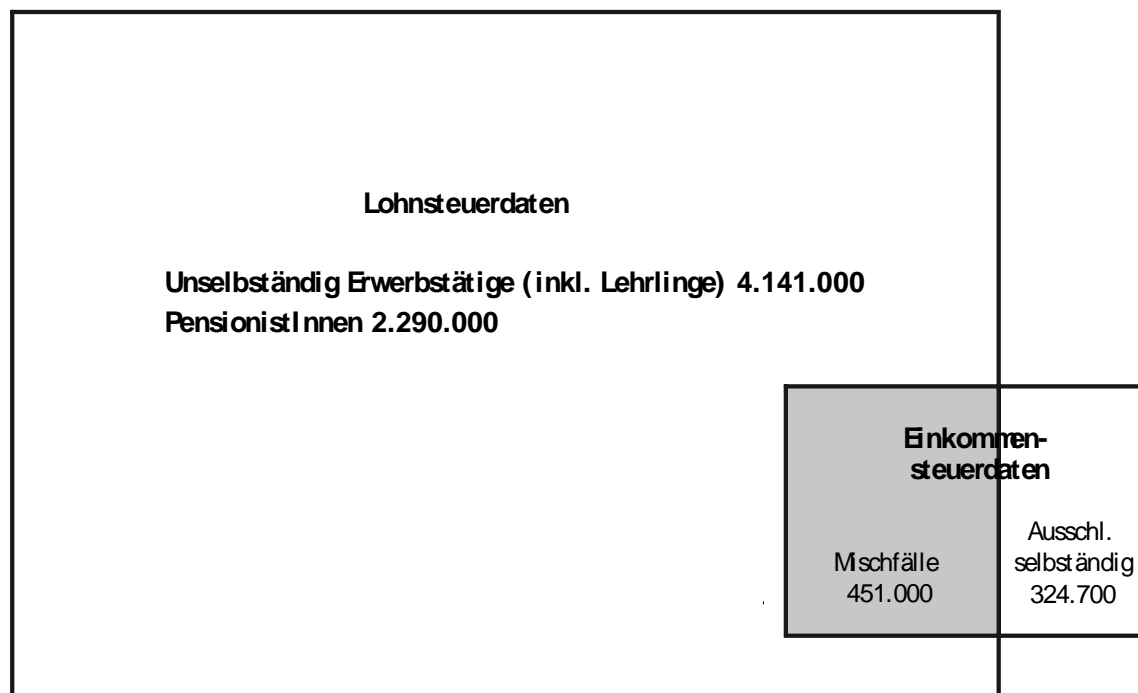 Lohnsteuerdaten
Unselbständig Erwerbstätige (inkl. Lehrlinge) 4.141.000
PensionistInnen 2.290.000
Einkommen-
steuerdaten
Mischfälle
451.000
Ausschl.
selbständig
324.700